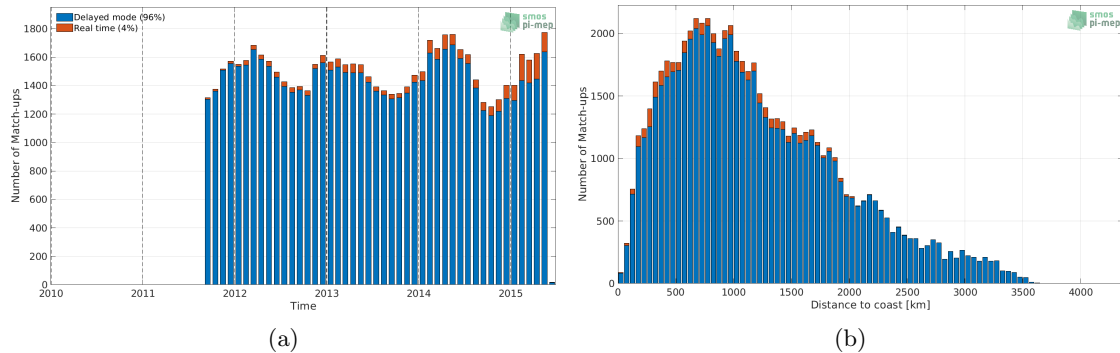 Delayed mode (96%)
Real time (4%)
smos
pi-mep
Number of Match-ups
1800
1600
1400
1200
1000
800
600
400
200
0
2010 2011 2012 2013 2014 2015
Time
(a)
smos
pi-mep
Number of Match-ups
2000
1500
1000
500
0
0 500 1000 1500 2000 2500 3000 3500 4000
Distance to coast [km]
(b)